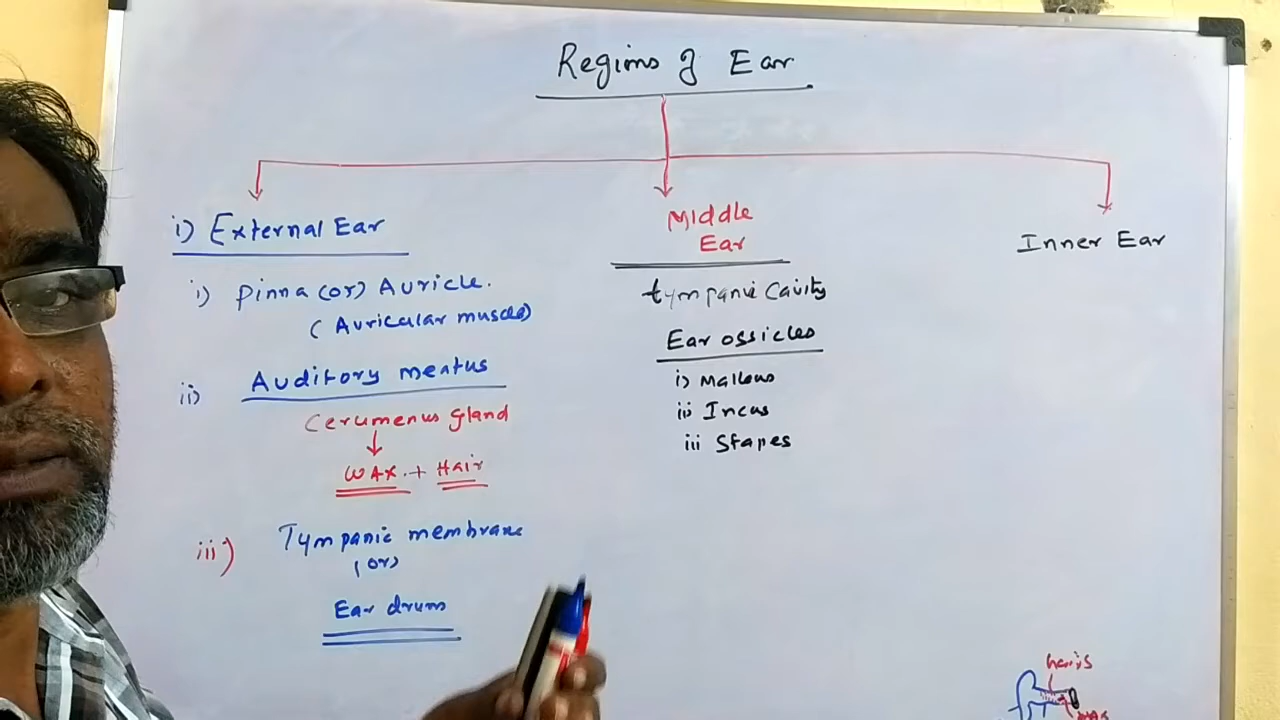 Regions of Ear
i) External Ear
i) Pinna (or) Auricle.
(Auricular muscle)
ii) Auditory meatus
Cerumenus gland
WAX + Hair
iii) Tympanic membrane
(or)
Ear drum
Middle
Ear
tympanic cavity
Ear ossicles
i) Malleus
ii Incus
iii Stapes
Inner Ear
hairs